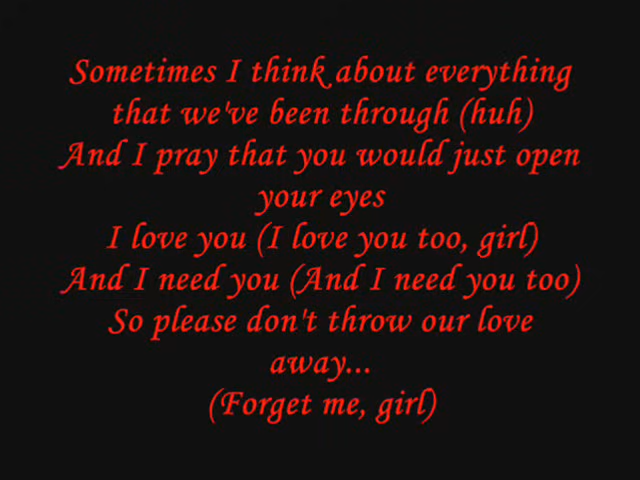 Sometimes I think about everything
that we've been through (huh)
And I pray that you would just open
your eyes
I love you (I love you too, girl)
And I need you (And I need you too)
So please don't throw our love
away...
(Forget me, girl)